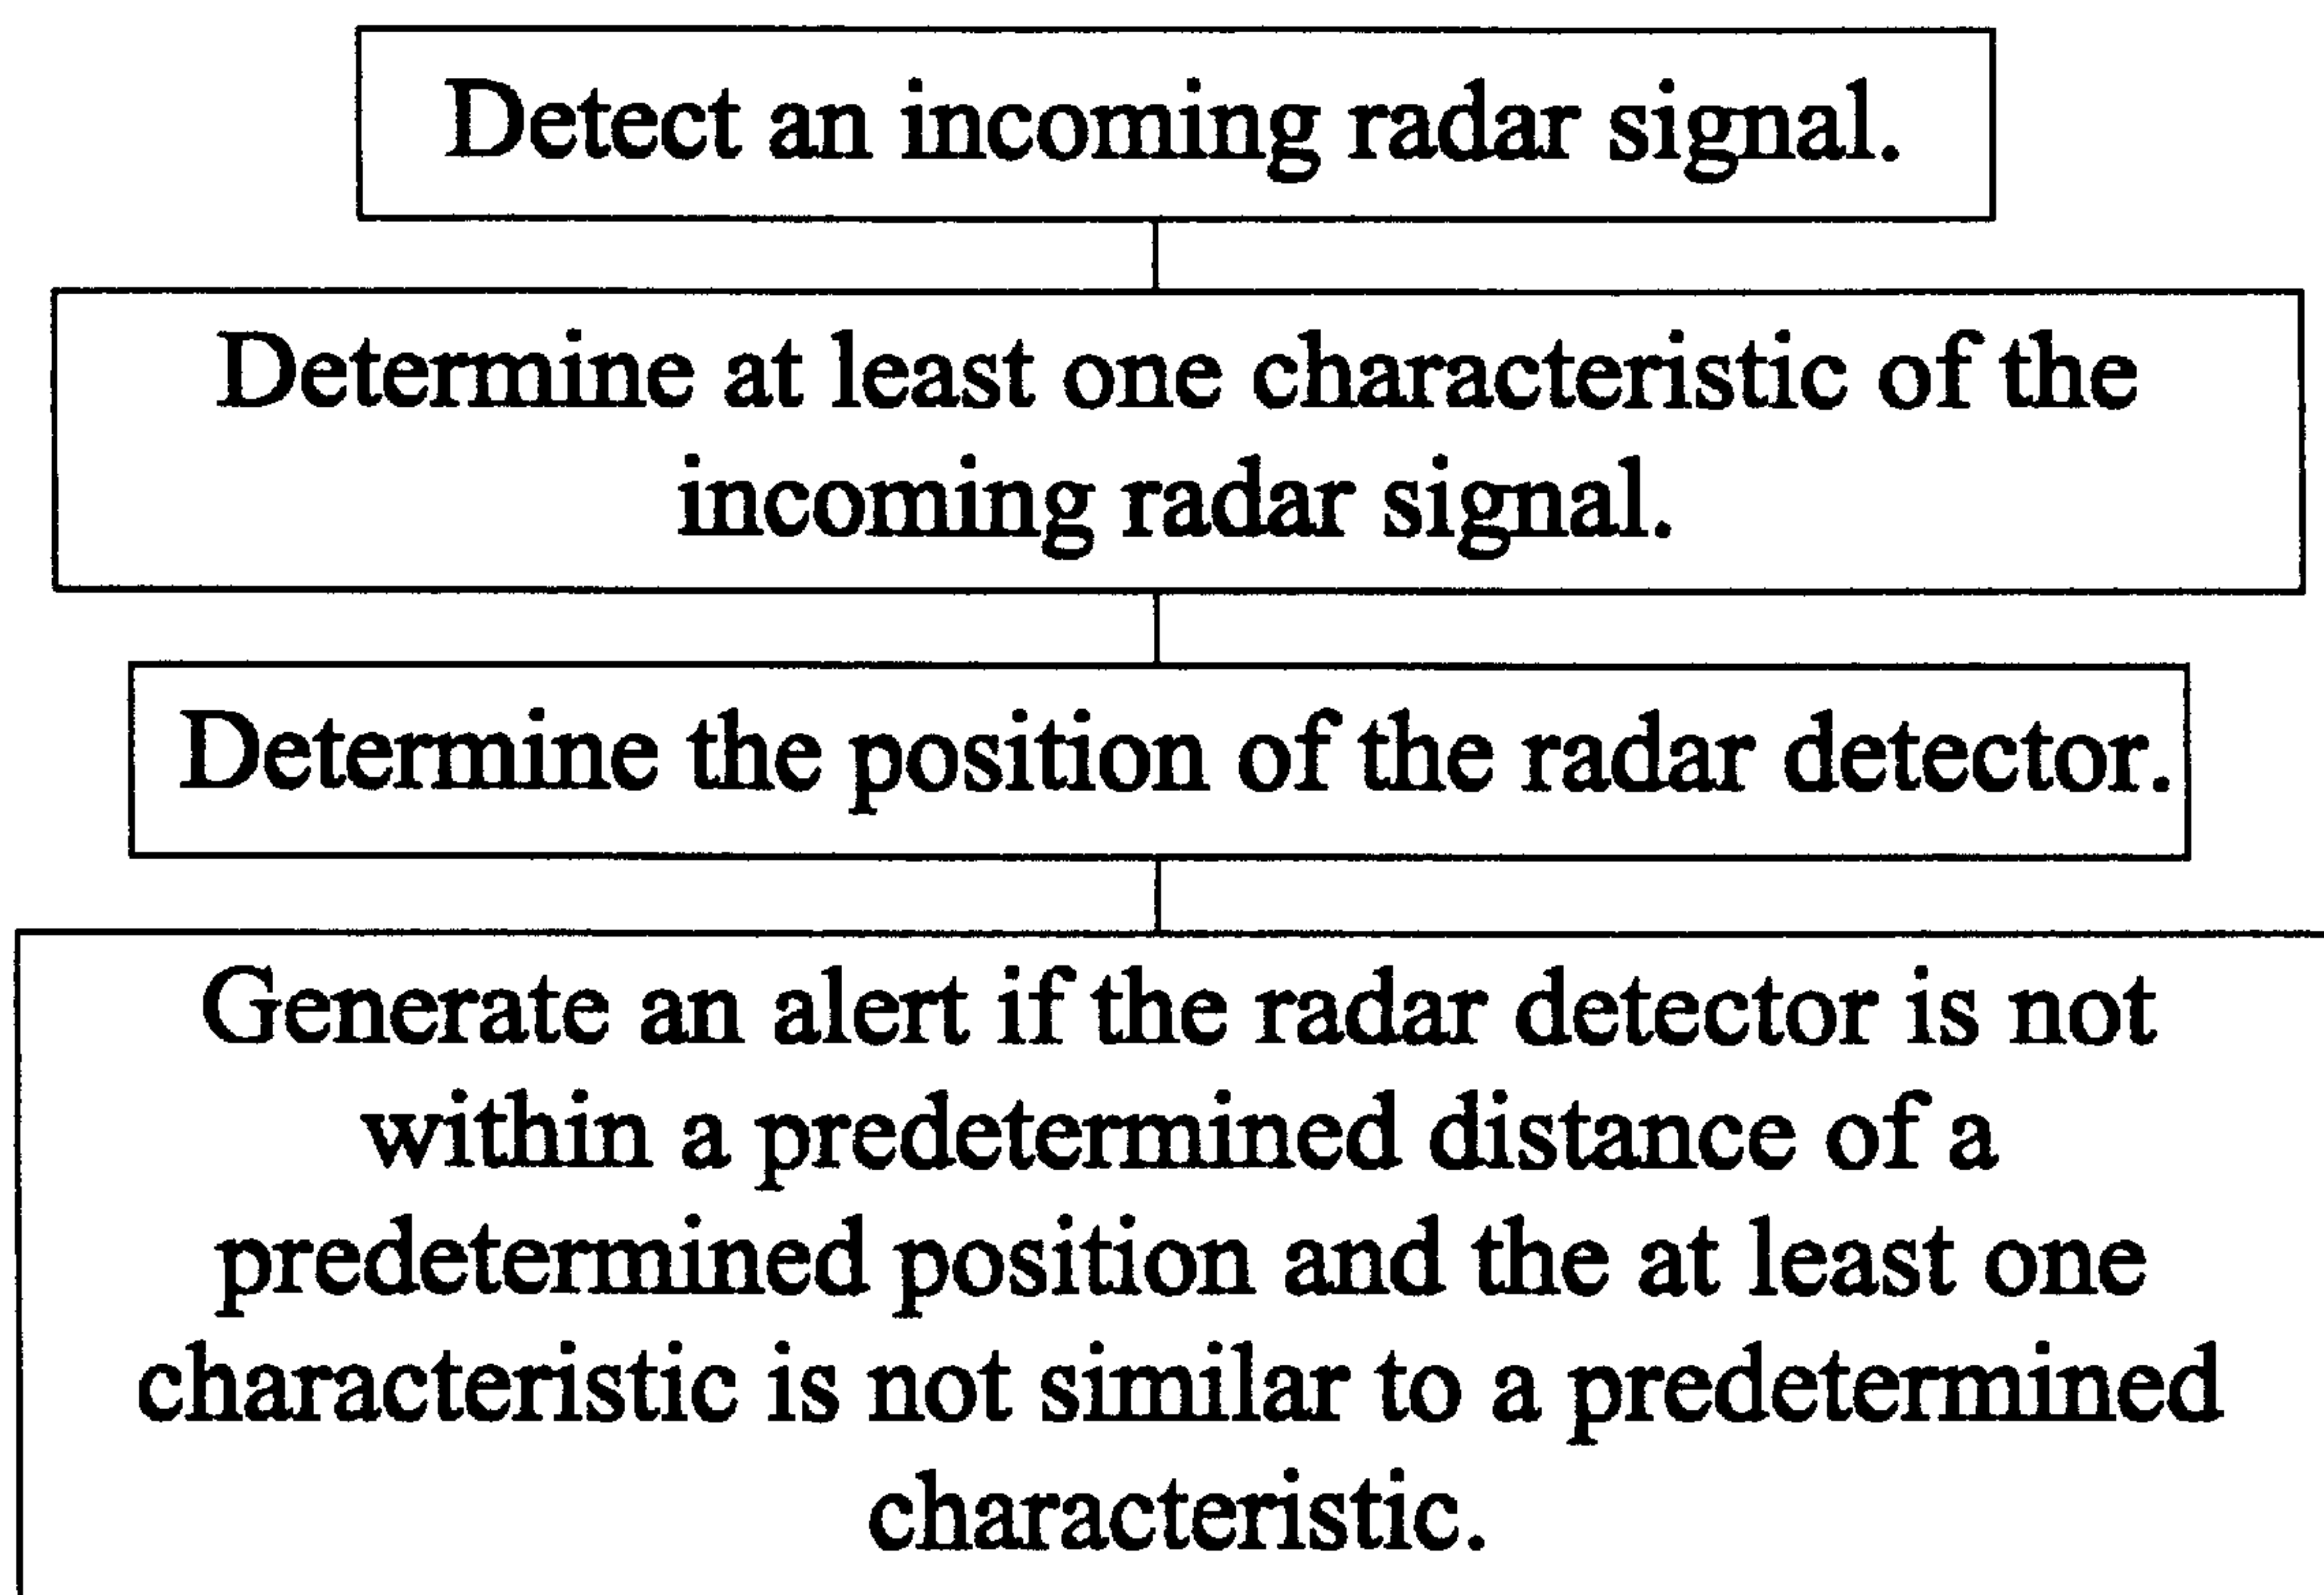 Detect an incoming radar signal.
Determine at least one characteristic of the
incoming radar signal.
Determine the position of the radar detector.
Generate an alert if the radar detector is not
within a predetermined distance of a
predetermined position and the at least one
characteristic is not similar to a predetermined
characteristic.